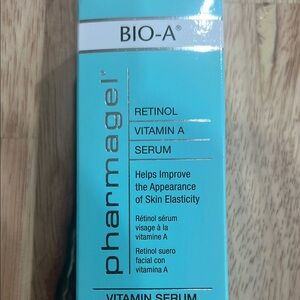 BIO-A®
pharmagel®
RETINOL
VITAMIN A
SERUM
Helps Improve
the Appearance
of Skin Elasticity
Rétinol sérum
visage à la
vitamine A
Retinol suero
facial con
vitamina A
VITAMIN SERUM